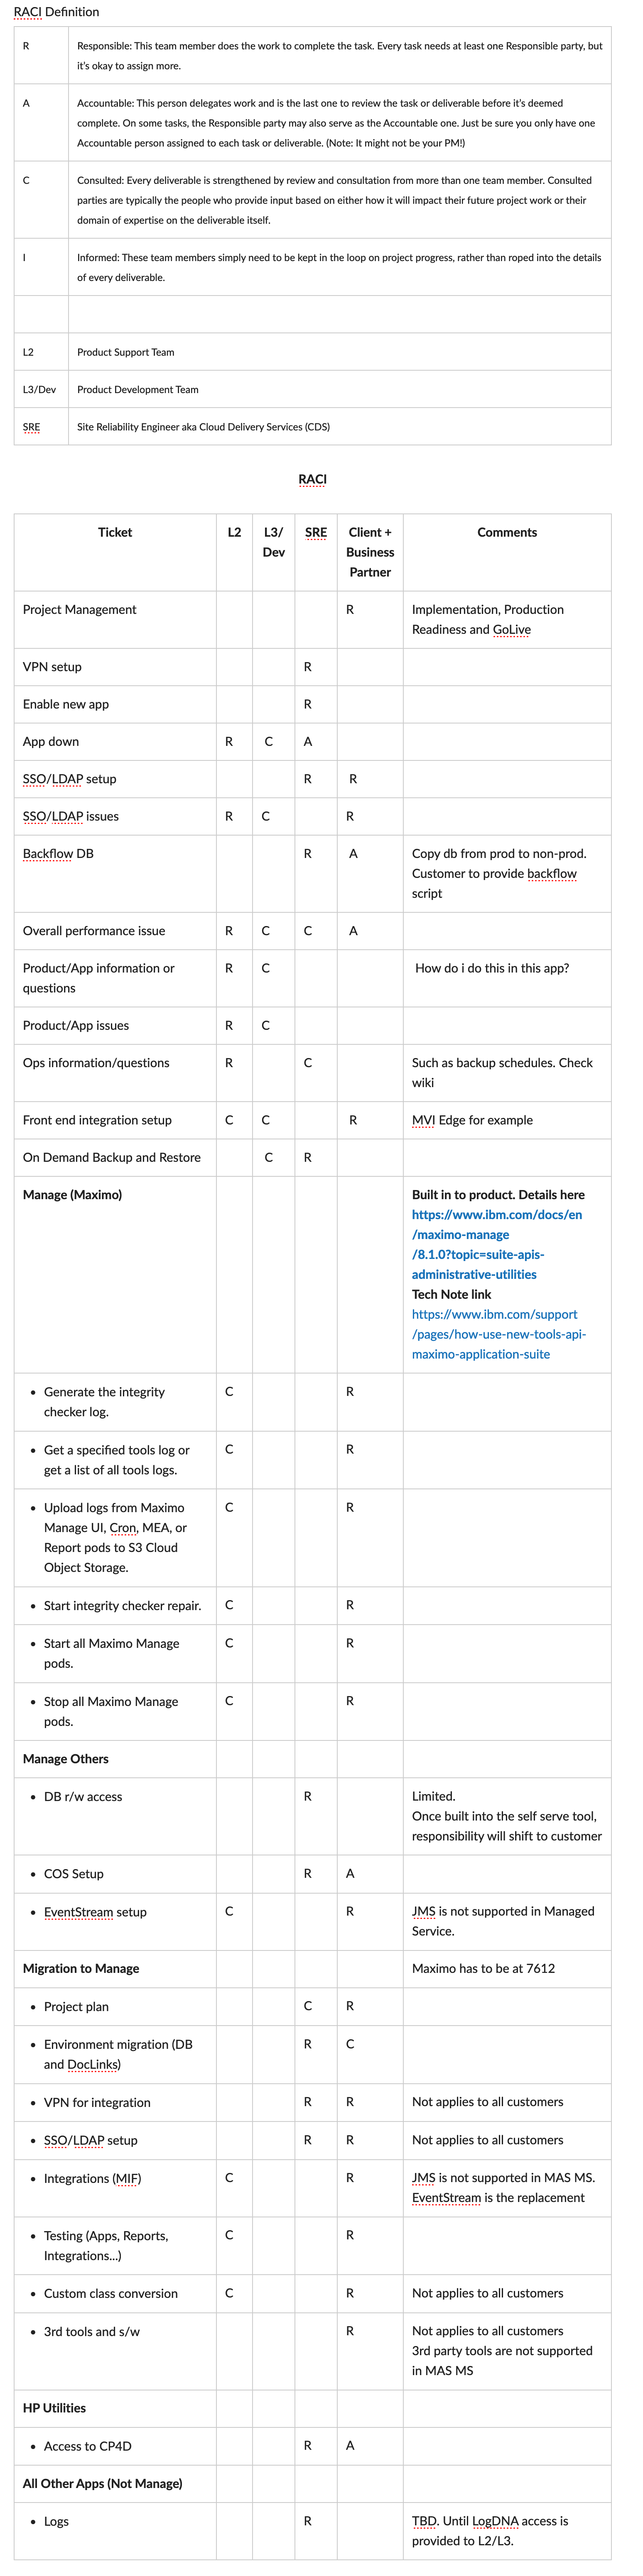 RACI Definition
R
Responsible: This team member does the work to complete the task. Every task needs at least one Responsible party, but
it's okay to assign more.
A
Accountable: This person delegates work and is the last one to review the task or deliverable before it's deemed
complete. On some tasks, the Responsible party may also serve as the Accountable one. Just be sure you only have one
Accountable person assigned to each task or deliverable. (Note: It might not be your PM!)
C
Consulted: Every deliverable is strengthened by review and consultation from more than one team member. Consulted
parties are typically the people who provide input based on either how it will impact their future project work or their
domain of expertise on the deliverable itself.
I
Informed: These team members simply need to be kept in the loop on project progress, rather than roped into the details
of every deliverable.
L2
Product Support Team
L3/Dev
Product Development Team
SRE
Site Reliability Engineer aka Cloud Delivery Services (CDS)
RACI
Ticket
L2
L3/
Dev
SRE
Client +
Business
Partner
Comments
Project Management
R
Implementation, Production
Readiness and GoLive
VPN setup
R
Enable new app
R
App down
R
C
A
SSO/LDAP setup
R
R
SSO/LDAP issues
R
C
R
Backflow DB
R
A
Copy db from prod to non-prod.
Customer to provide backflow
script
Overall performance issue
R
C
C
A
Product/App information or
questions
R
C
How do i do this in this app?
Product/App issues
R
C
Ops information/questions
R
C
Such as backup schedules. Check
wiki
Front end integration setup
C
C
R
MVI Edge for example
On Demand Backup and Restore
C
R
Manage (Maximo)
Built in to product. Details here
https://www.ibm.com/docs/en
/maximo-manage
/8.1.0?topic=suite-apis-
administrative-utilities
Tech Note link
https://www.ibm.com/support
/pages/how-use-new-tools-api-
maximo-application-suite
• Generate the integrity
checker log.
C
R
• Get a specified tools log or
get a list of all tools logs.
C
R
• Upload logs from Maximo
Manage UI, Cron, MEA, or
Report pods to S3 Cloud
Object Storage.
C
R
• Start integrity checker repair.
C
R
• Start all Maximo Manage
pods.
C
R
• Stop all Maximo Manage
pods.
C
R
Manage Others
• DB r/w access
R
Limited.
Once built into the self serve tool,
responsibility will shift to customer
• COS Setup
R
A
• EventStream setup
C
R
JMS is not supported in Managed
Service.
Migration to Manage
Maximo has to be at 7612
• Project plan
C
R
• Environment migration (DB
and DocLinks)
R
C
• VPN for integration
R
R
Not applies to all customers
• SSO/LDAP setup
R
R
Not applies to all customers
• Integrations (MIF)
C
R
JMS is not supported in MAS MS.
EventStream is the replacement
• Testing (Apps, Reports,
Integrations...)
C
R
• Custom class conversion
C
R
Not applies to all customers
• 3rd tools and s/w
R
Not applies to all customers
3rd party tools are not supported
in MAS MS
HP Utilities
• Access to CP4D
R
A
All Other Apps (Not Manage)
• Logs
R
TBD. Until LogDNA access is
provided to L2/L3.